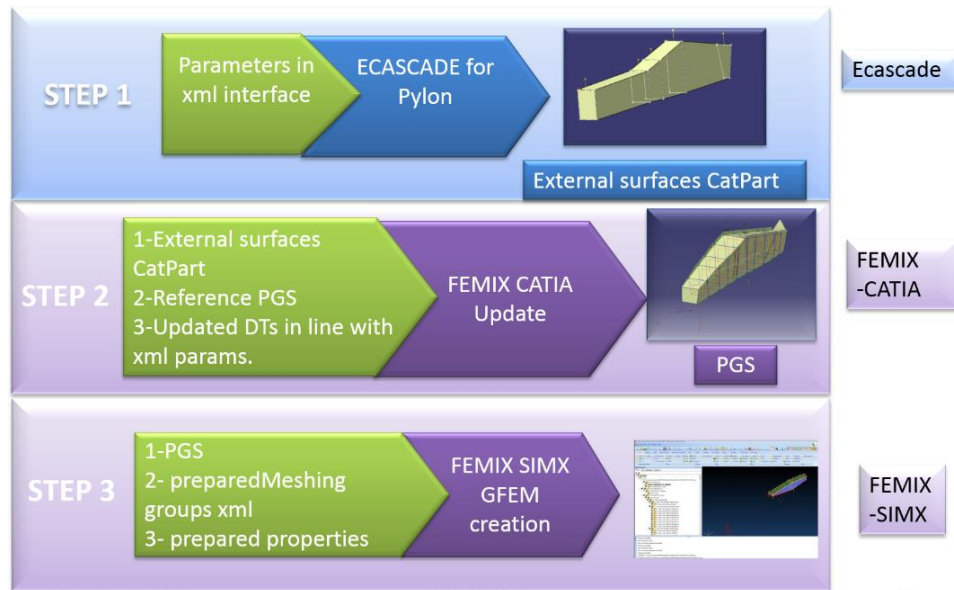 STEP 1
Parameters in
xml interface
ECASCADE for
Pylon
External surfaces CatPart
Ecascade
STEP 2
1-External surfaces
CatPart
2-Reference PGS
3-Updated DTs in line with
xml params.
FEMIX CATIA
Update
PGS
FEMIX
-CATIA
STEP 3
1-PGS
2- preparedMeshing
groups xml
3- prepared properties
FEMIX SIMX
GFEM
creation
FEMIX
-SIMX